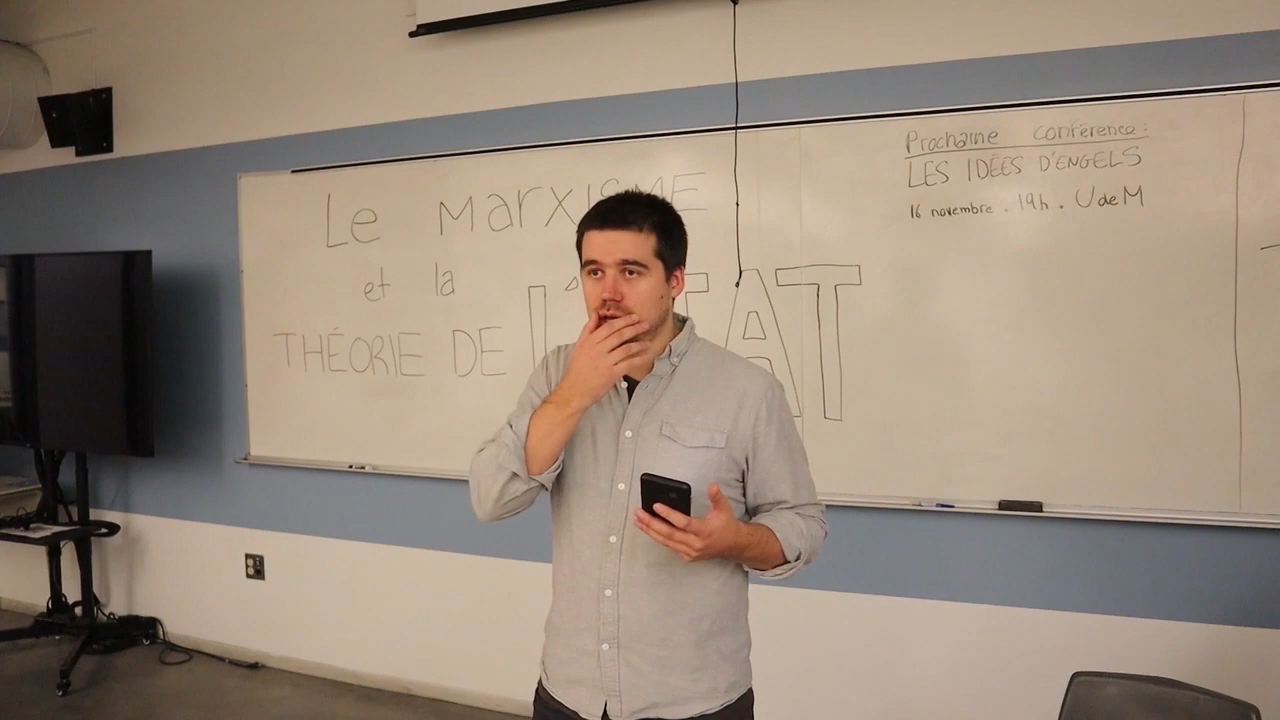 Le marxISME
et la
THÉORIE DE L'ÉTAT
Prochaine conférence :
LES IDÉES D'ENGELS
16 novembre . 19h . UdeM